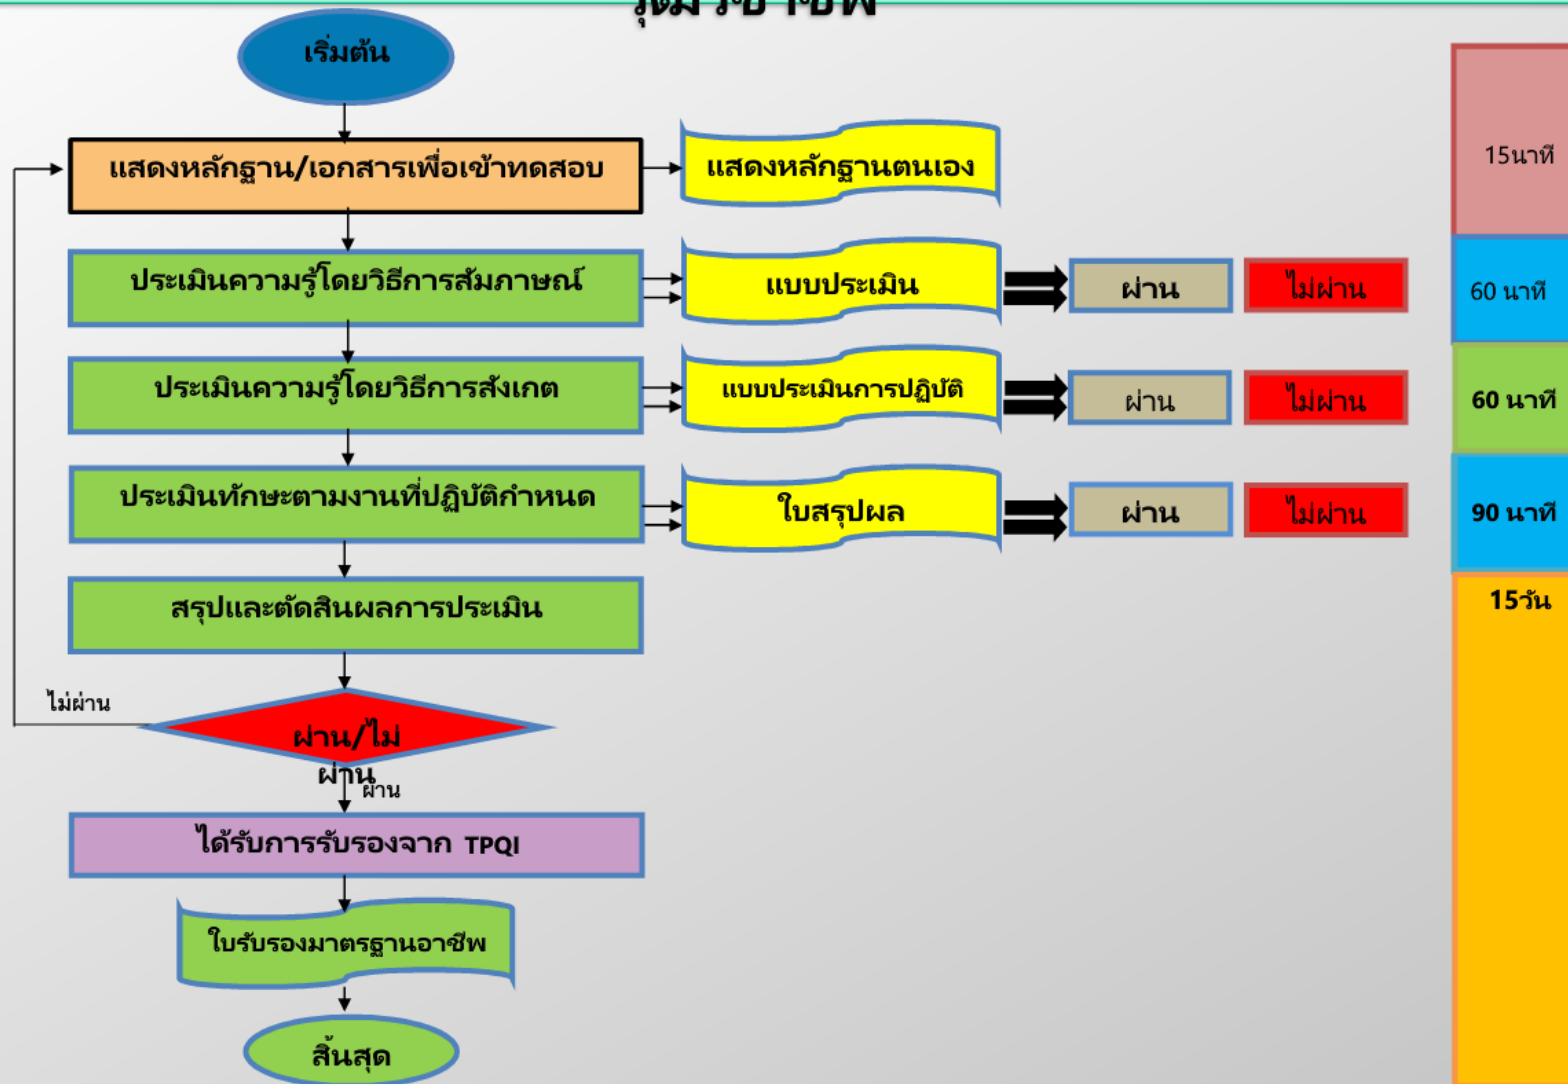 เริ่มต้น
แสดงหลักฐาน/เอกสารเพื่อเข้าทดสอบ
แสดงหลักฐานตนเอง
15นาที
ประเมินความรู้โดยวิธีการสัมภาษณ์
แบบประเมิน
ผ่าน
ไม่ผ่าน
60 นาที
ประเมินความรู้โดยวิธีการสังเกต
แบบประเมินการปฏิบัติ
ผ่าน
ไม่ผ่าน
60 นาที
ประเมินทักษะตามงานที่ปฏิบัติกำหนด
ใบสรุปผล
ผ่าน
ไม่ผ่าน
90 นาที
สรุปและตัดสินผลการประเมิน
15วัน
ไม่ผ่าน
ผ่าน/ไม่
ผ่าน
ผ่าน
ได้รับการรับรองจาก TPQI
ใบรับรองมาตรฐานอาชีพ
สิ้นสุด